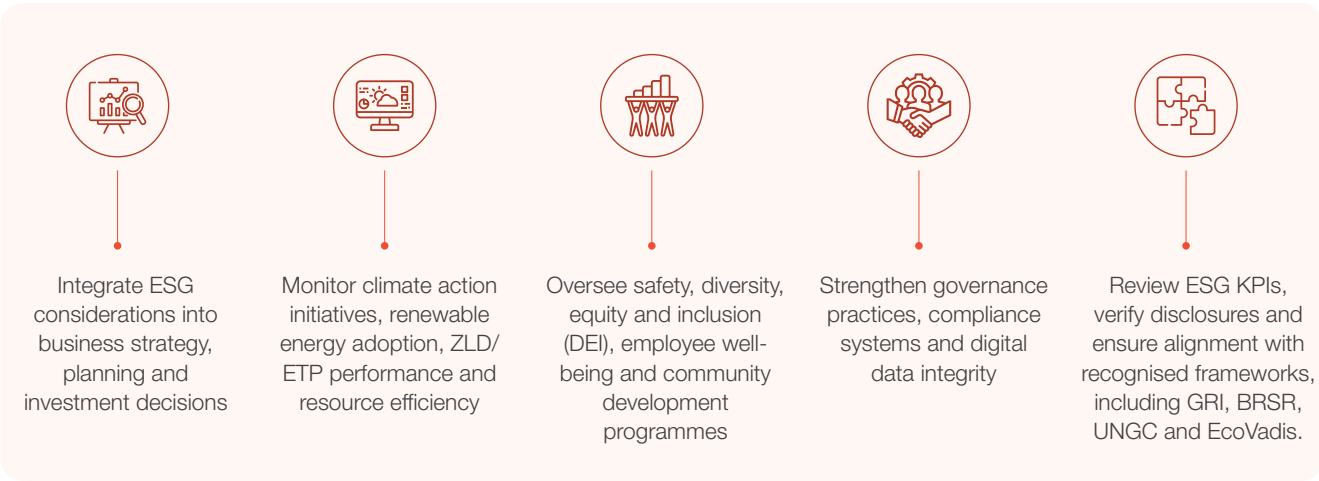 Integrate ESG
considerations into
business strategy,
planning and
investment decisions
Monitor climate action
initiatives, renewable
energy adoption, ZLD/
ETP performance and
resource efficiency
Oversee safety, diversity,
equity and inclusion
(DEI), employee well-
being and community
development
programmes
Strengthen governance
practices, compliance
systems and digital
data integrity
Review ESG KPIs,
verify disclosures and
ensure alignment with
recognised frameworks,
including GRI, BRSR,
UNGC and EcoVadis.